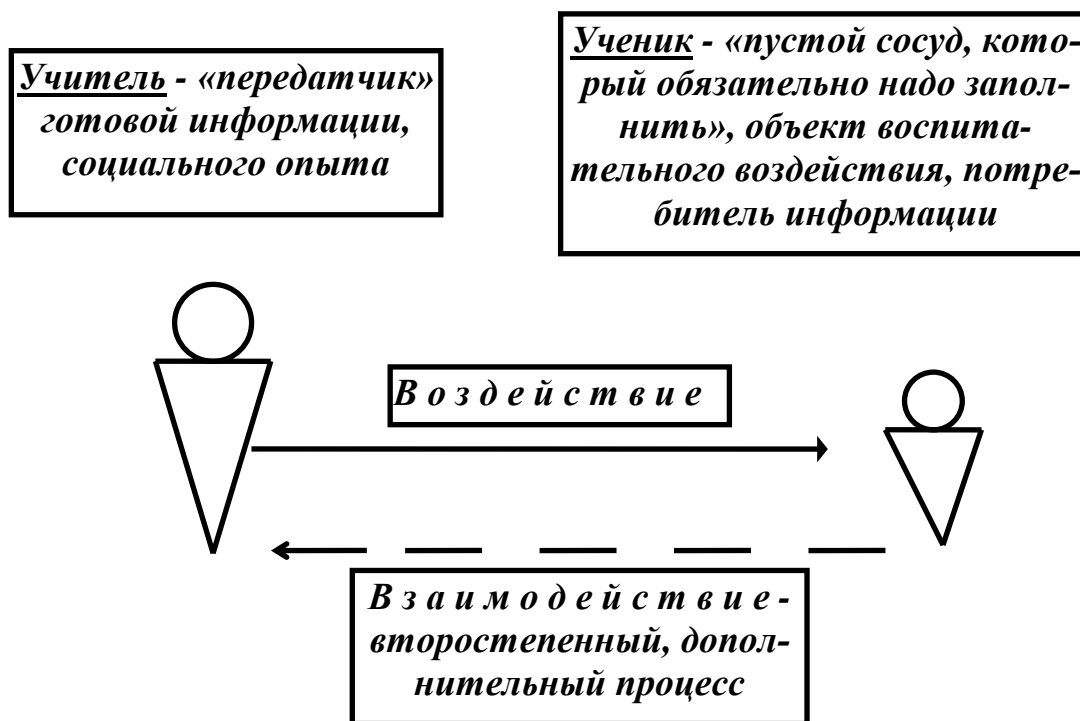 Учитель - «передатчик»
готовой информации,
социального опыта
Ученик - «пустой сосуд, кото-
рый обязательно надо запол-
нить», объект воспита-
тельного воздействия, потре-
битель информации
В о з д е й с т в и е
В з а и м о д е й с т в и е -
второстепенный, допол-
нительный процесс